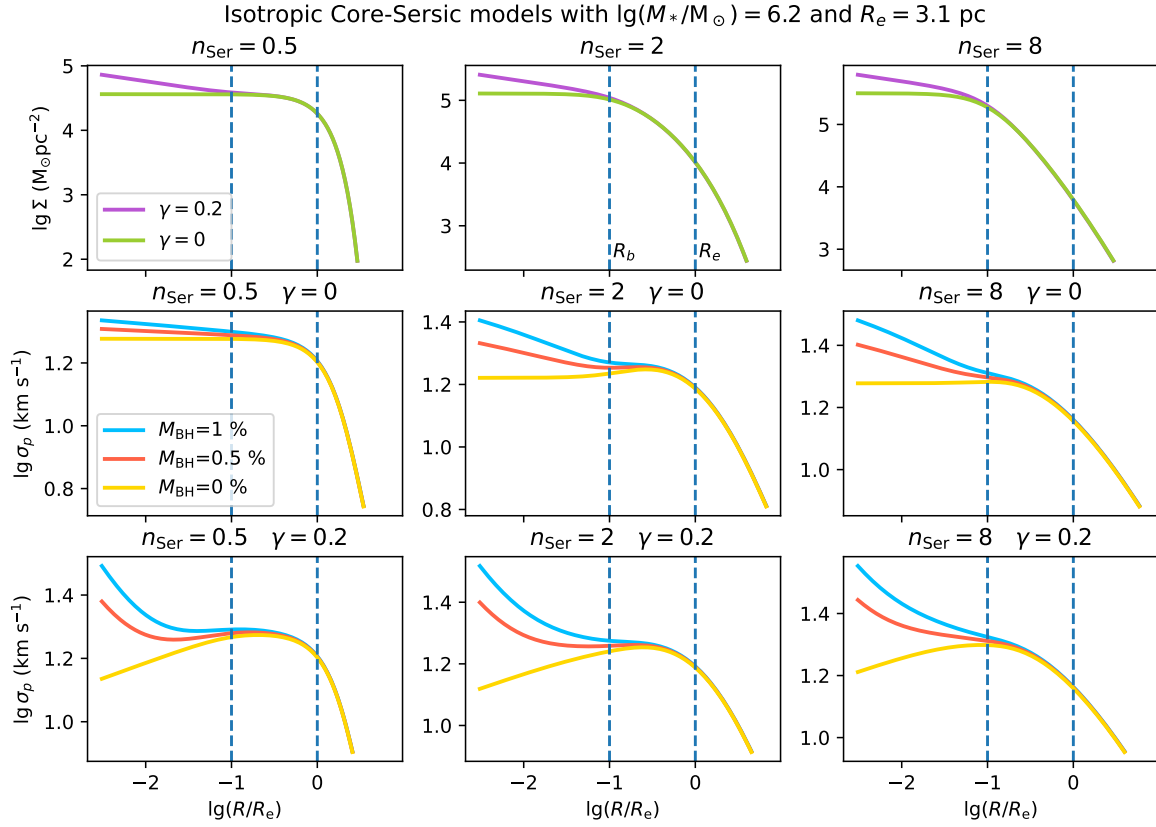 Isotropic Core-Sersic models with lg(M*/M⊙) = 6.2 and Re = 3.1 pc
nSer = 0.5
nSer = 2
nSer = 8
lg Σ (M⊙pc−2)
5
4
3
2
γ = 0.2
γ = 0
5
4
3
Rb
Re
5
4
3
nSer = 0.5 γ = 0
nSer = 2 γ = 0
nSer = 8 γ = 0
lg σp (km s−1)
1.2
1.0
0.8
MBH=1 %
MBH=0.5 %
MBH=0 %
1.4
1.2
1.0
0.8
1.4
1.2
1.0
nSer = 0.5 γ = 0.2
nSer = 2 γ = 0.2
nSer = 8 γ = 0.2
lg σp (km s−1)
1.4
1.2
1.0
1.4
1.2
1.0
1.4
1.2
1.0
−2 −1 0
−2 −1 0
−2 −1 0
lg(R/Re)
lg(R/Re)
lg(R/Re)